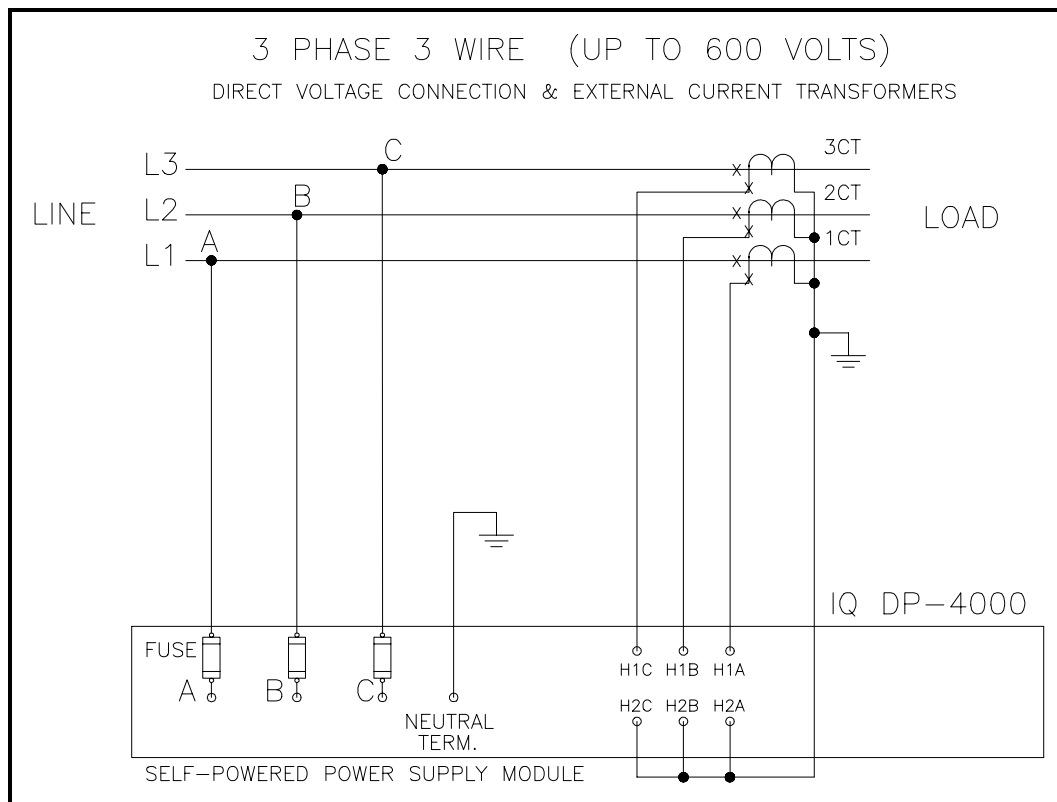 3 PHASE 3 WIRE (UP TO 600 VOLTS)
DIRECT VOLTAGE CONNECTION & EXTERNAL CURRENT TRANSFORMERS
C
3CT
L3
X
X
B
2CT
LINE
L2
X
LOAD
X
A
1CT
L1
X
X
IQ DP-4000
FUSE
H1C H1B H1A
A B C
H2C H2B H2A
NEUTRAL
TERM.
SELF-POWERED POWER SUPPLY MODULE